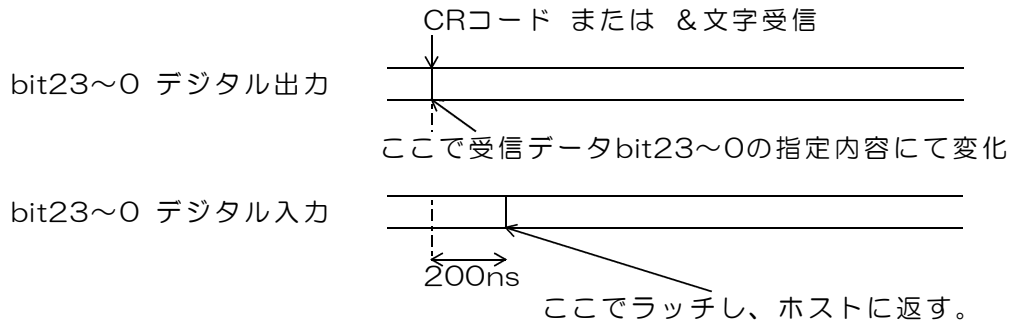 CRコード または &文字受信
bit23～0 デジタル出力
ここで受信データbit23～0の指定内容にて変化
bit23～0 デジタル入力
200ns
ここでラッチし、ホストに返す。